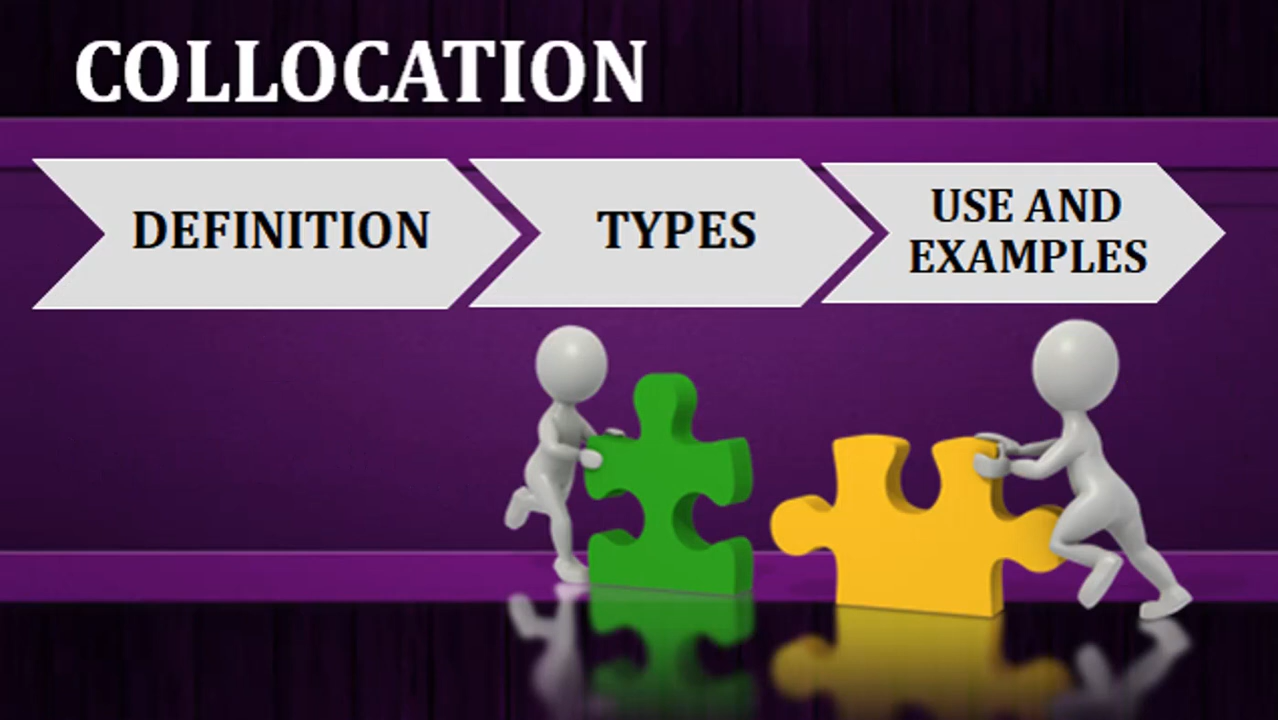 COLLOCATION
DEFINITION
TYPES
USE AND
EXAMPLES